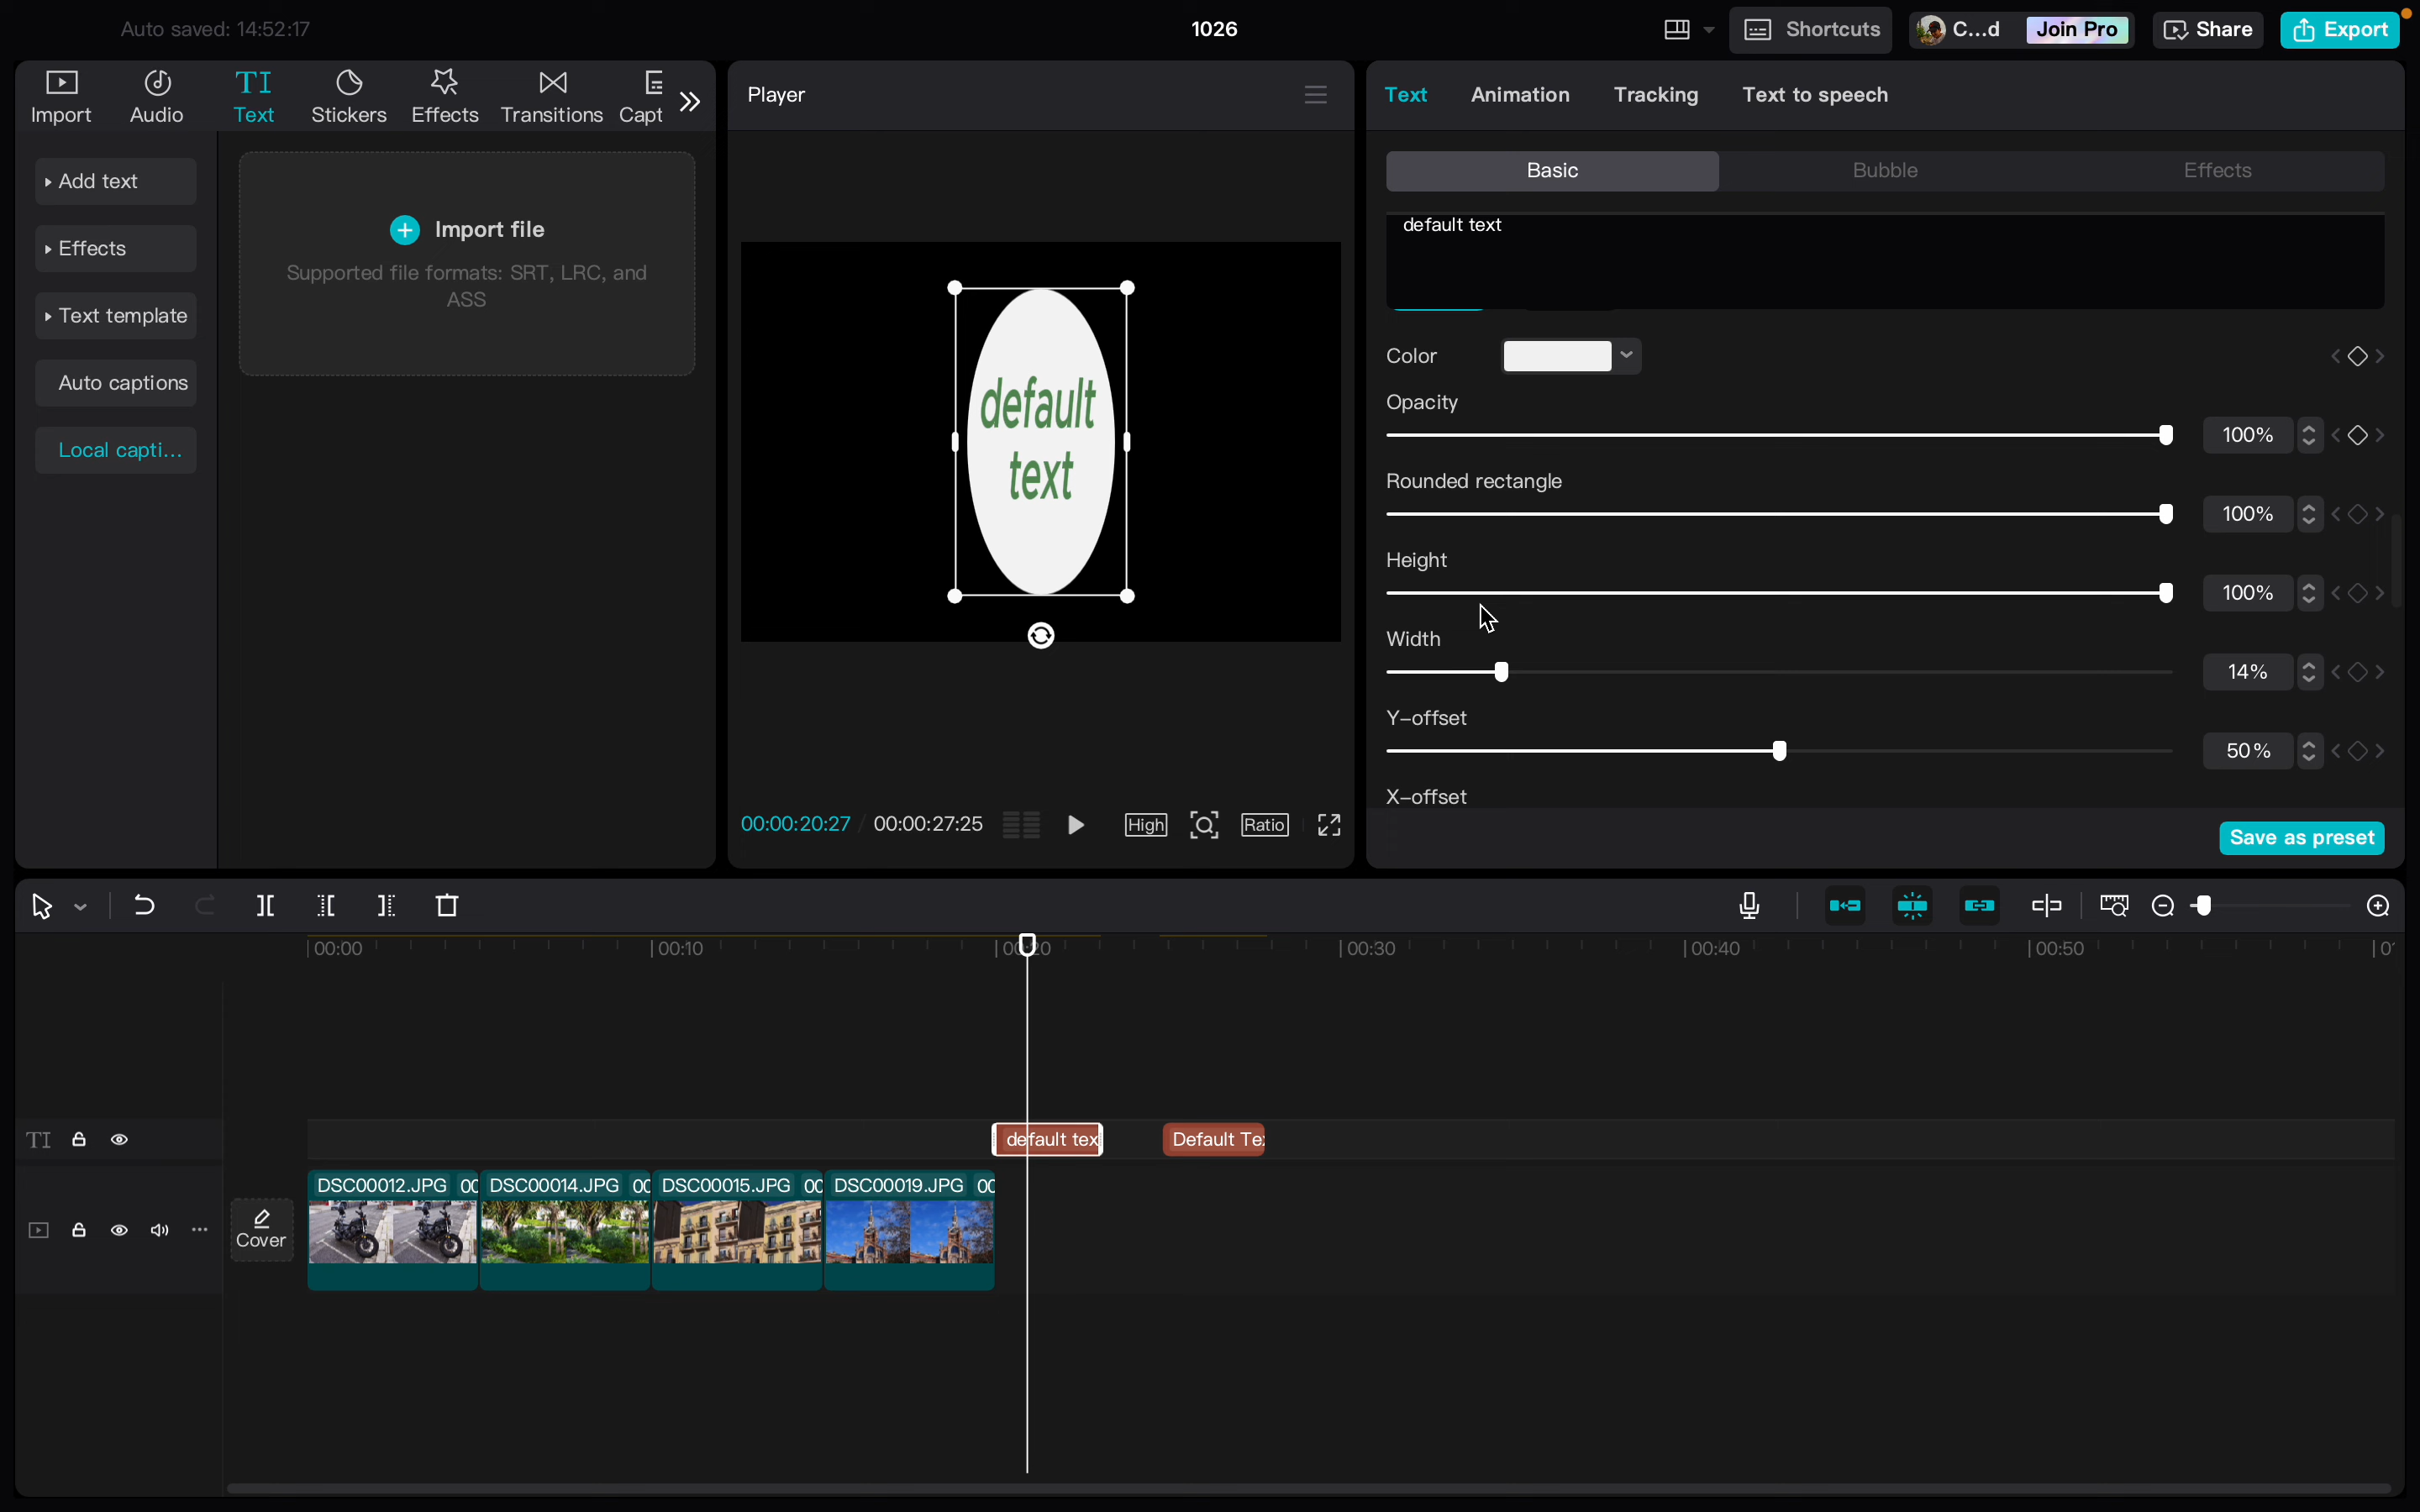 Auto saved: 14:52:17
1026
Shortcuts
C...d
Join Pro
Share
Export
Import
Audio
TI
Text
Stickers
Effects
Transitions
Capt
Add text
Effects
Text template
Auto captions
Local capti...
Import file
Supported file formats: SRT, LRC, and
ASS
Player
default
text
00:00:20:27 / 00:00:27:25
High
Ratio
Text
Animation
Tracking
Text to speech
Basic
Bubble
Effects
default text
Color
Opacity
100%
Rounded rectangle
100%
Height
100%
Width
14%
Y-offset
50%
X-offset
Save as preset
00:00
00:10
00:20
00:30
00:40
00:50
TI
default tex
Default Te
Cover
DSC00012.JPG
DSC00014.JPG
DSC00015.JPG
DSC00019.JPG